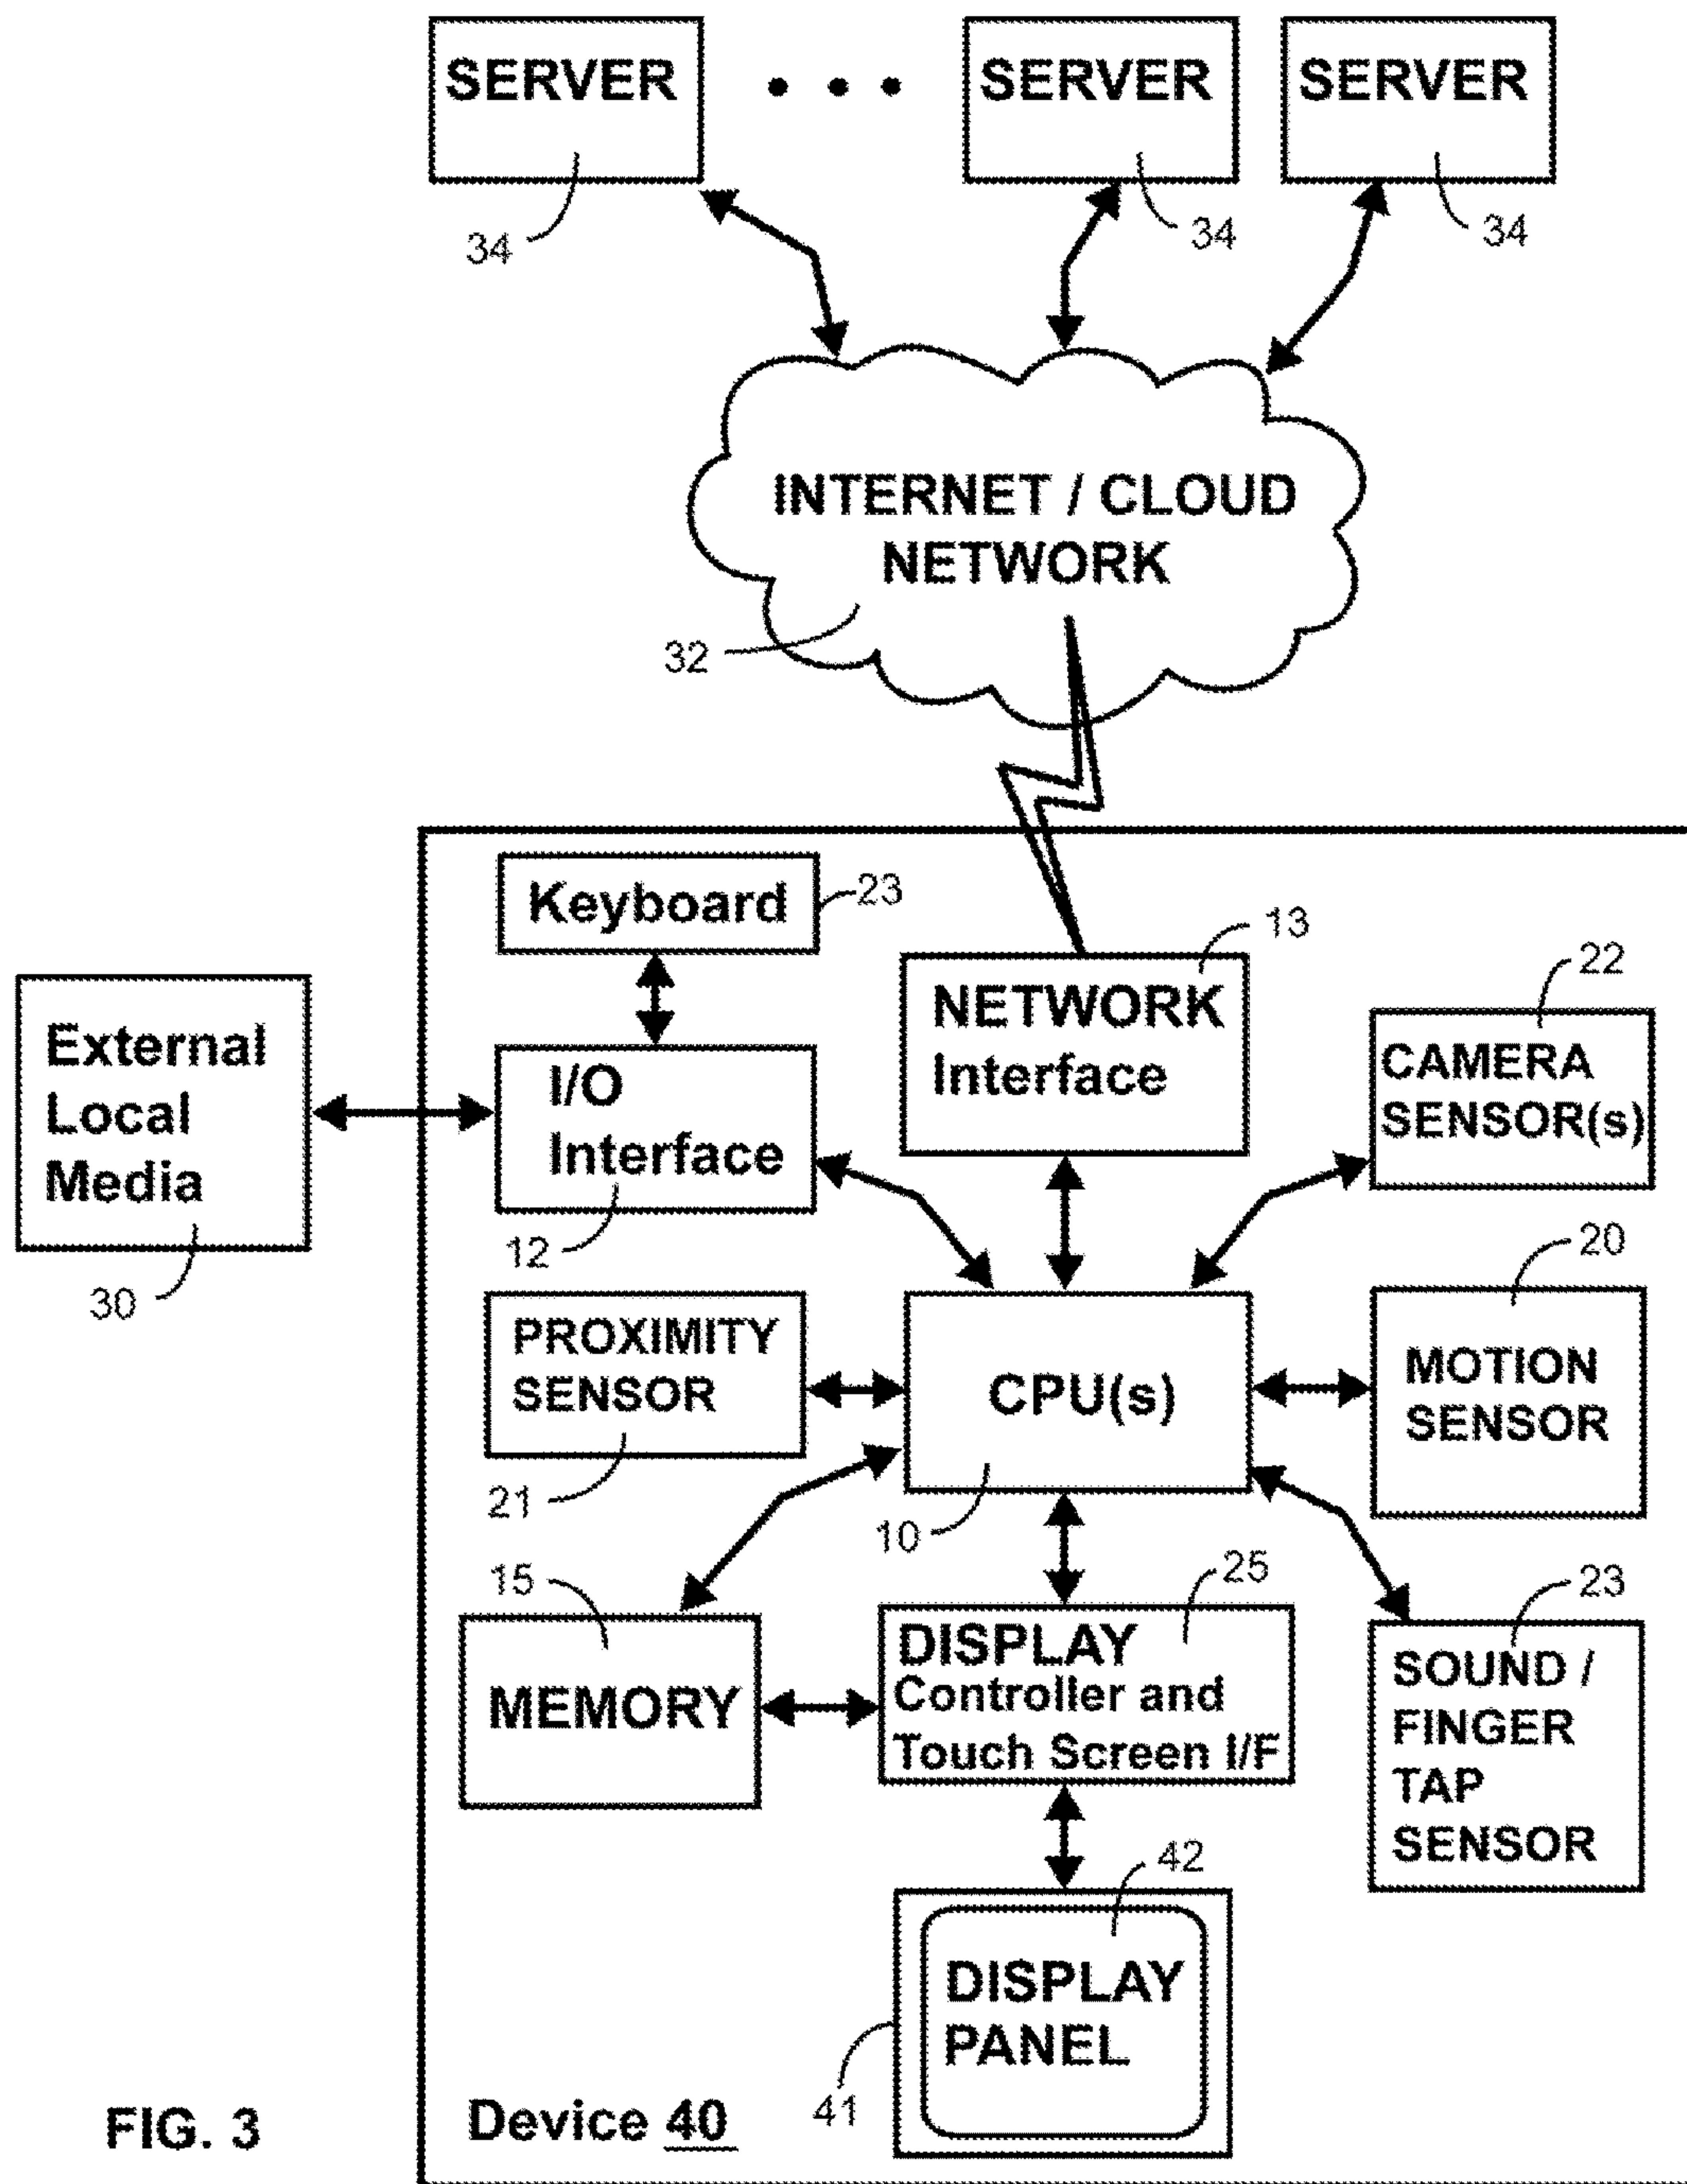 SERVER
• • •
SERVER
SERVER
34
34
34
INTERNET / CLOUD
NETWORK
32
Keyboard
23
External
Local
Media
30
I/O
Interface
12
NETWORK
Interface
13
22
CAMERA
SENSOR(s)
PROXIMITY
SENSOR
21
CPU(s)
10
20
MOTION
SENSOR
15
MEMORY
25
DISPLAY
Controller and
Touch Screen I/F
23
SOUND /
FINGER
TAP
SENSOR
42
DISPLAY
PANEL
41
Device 40
FIG. 3